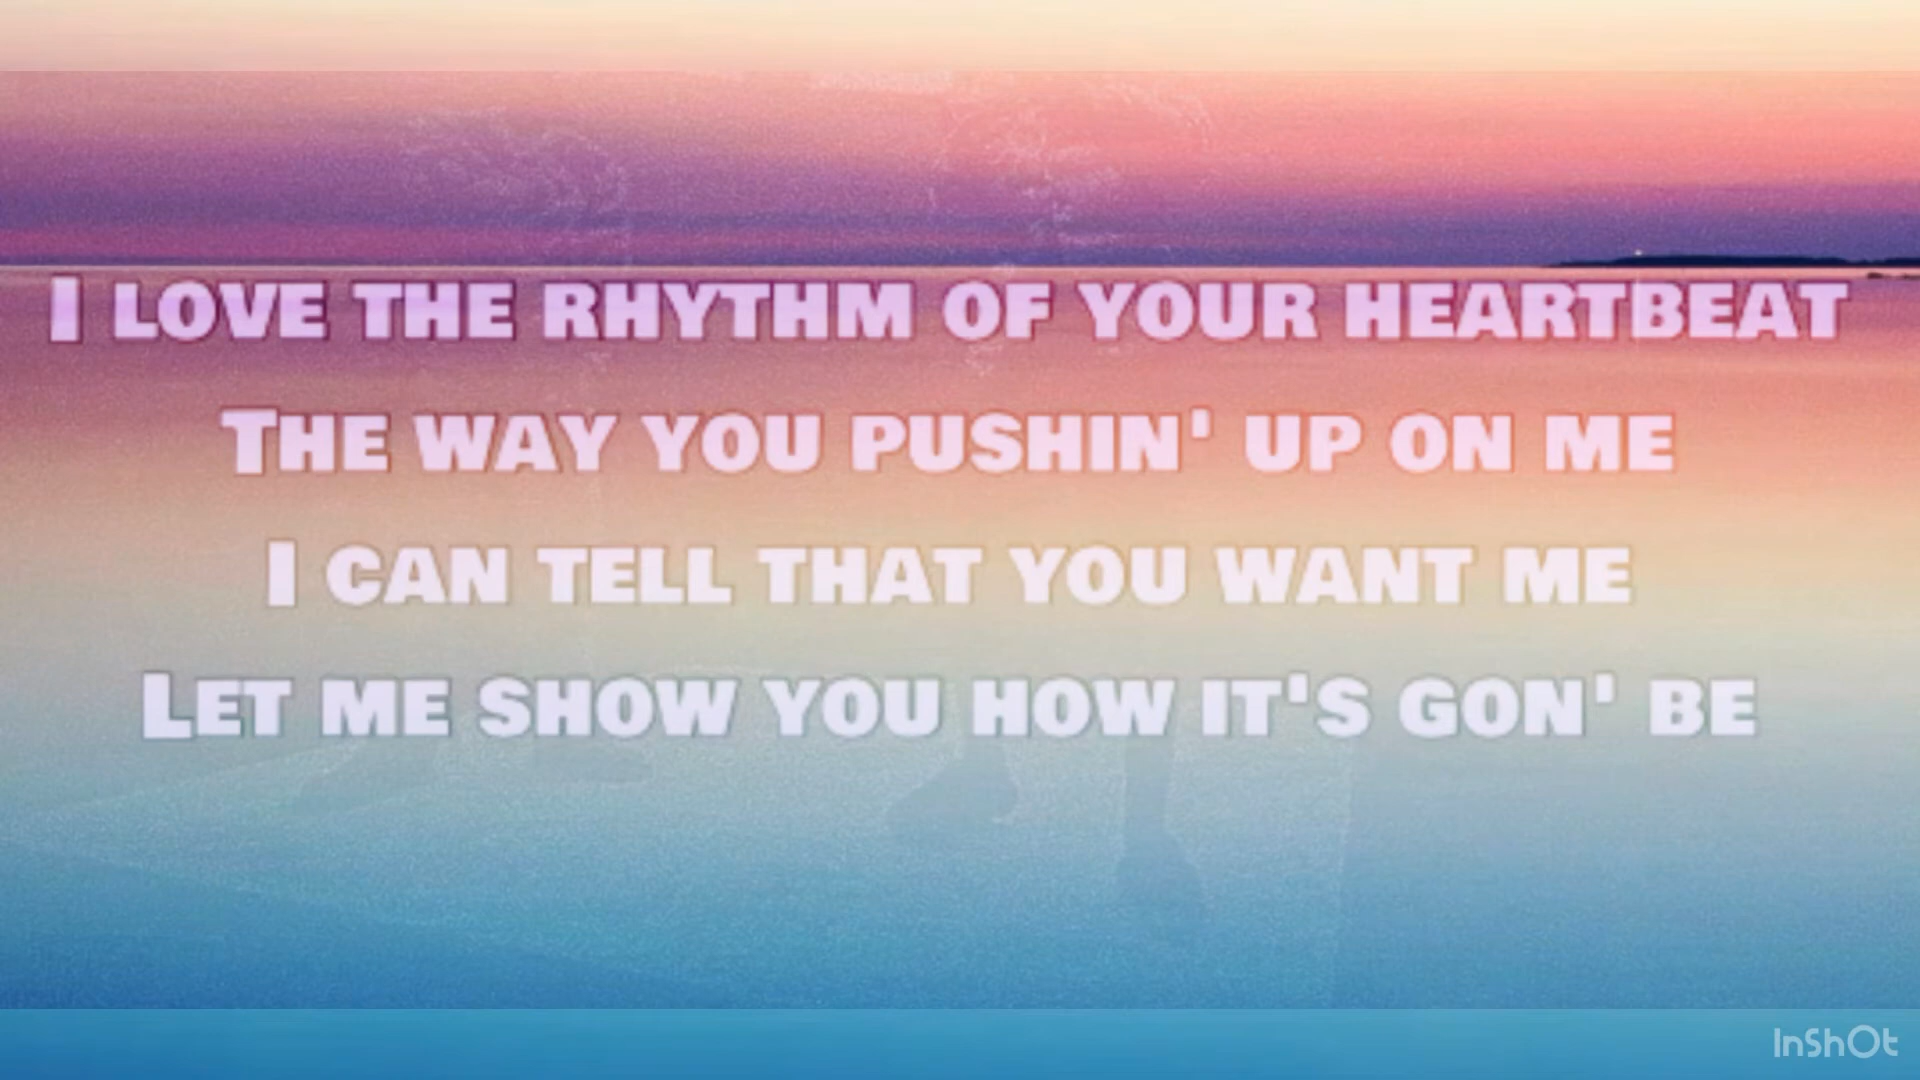 I LOVE THE RHYTHM OF YOUR HEARTBEAT
THE WAY YOU PUSHIN' UP ON ME
I CAN TELL THAT YOU WANT ME
LET ME SHOW YOU HOW IT'S GON' BE
InShOt